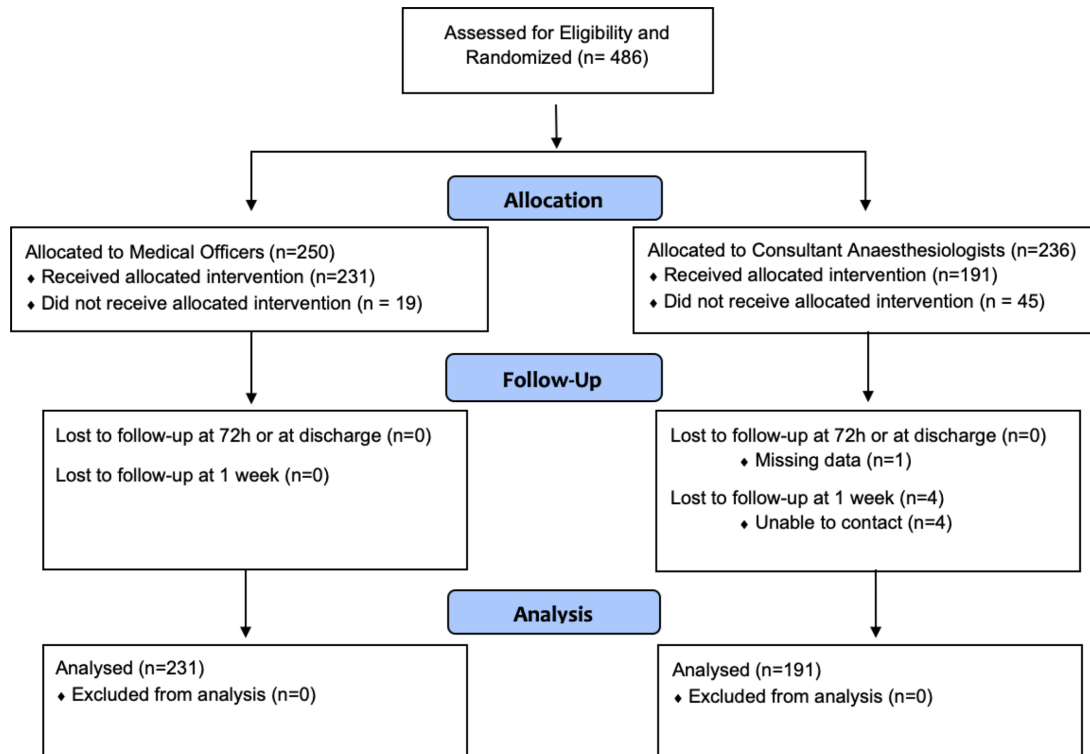 Assessed for Eligibility and
Randomized (n= 486)
Allocation
Allocated to Medical Officers (n=250)
♦ Received allocated intervention (n=231)
♦ Did not receive allocated intervention (n = 19)
Allocated to Consultant Anaesthesiologists (n=236)
♦ Received allocated intervention (n=191)
♦ Did not receive allocated intervention (n = 45)
Follow-Up
Lost to follow-up at 72h or at discharge (n=0)
Lost to follow-up at 1 week (n=0)
Lost to follow-up at 72h or at discharge (n=0)
♦ Missing data (n=1)
Lost to follow-up at 1 week (n=4)
♦ Unable to contact (n=4)
Analysis
Analysed (n=231)
♦ Excluded from analysis (n=0)
Analysed (n=191)
♦ Excluded from analysis (n=0)